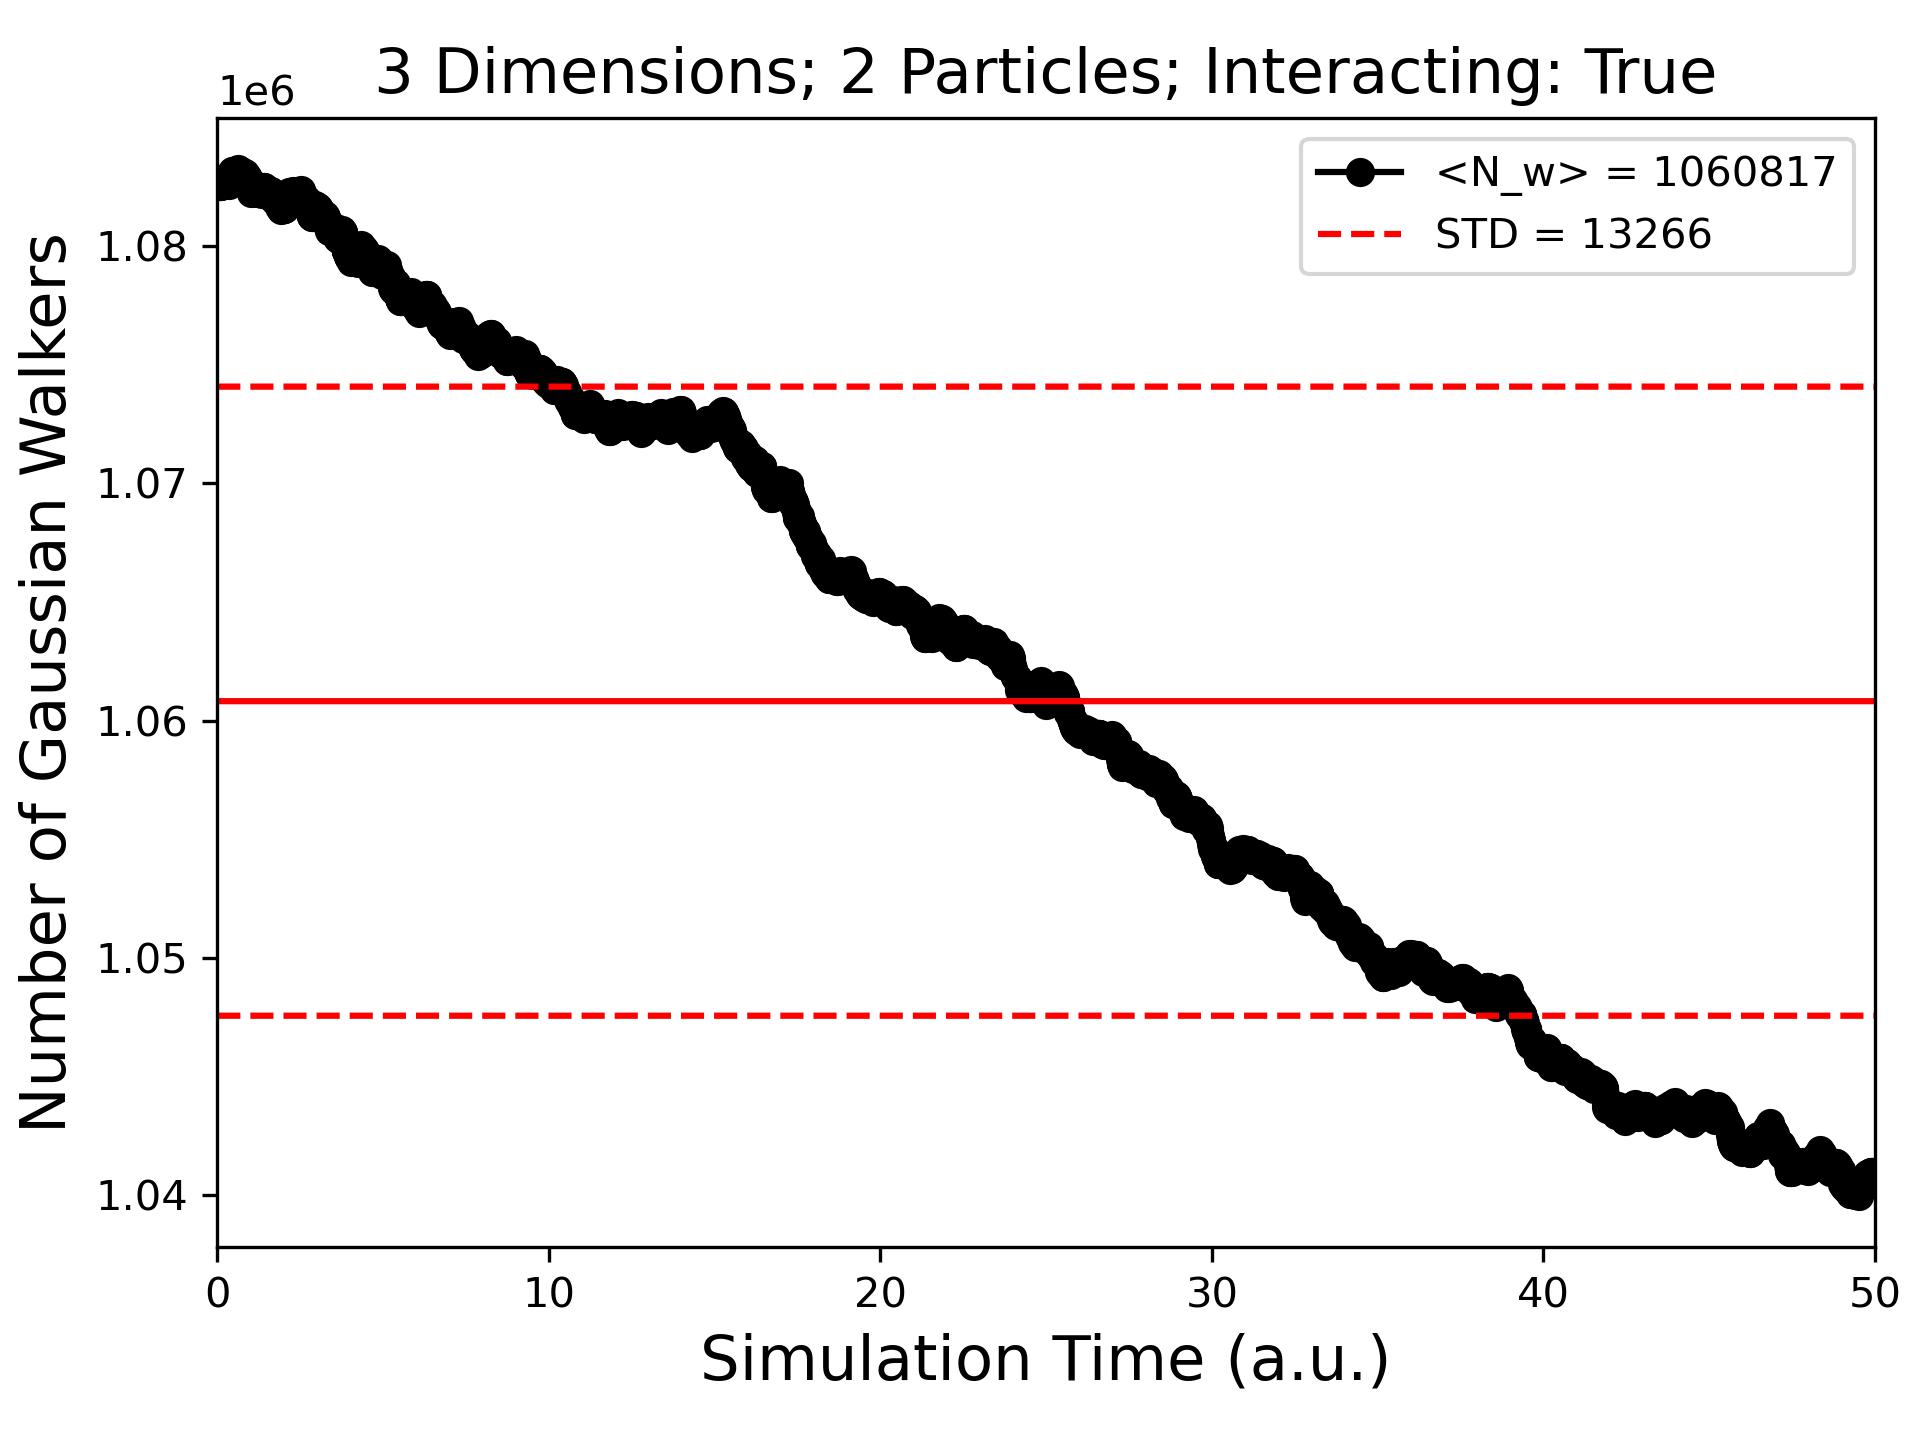 3 Dimensions; 2 Particles; Interacting: True
1e6
<N_w> = 1060817
STD = 13266
Number of Gaussian Walkers
1.08
1.07
1.06
1.05
1.04
0 10 20 30 40 50
Simulation Time (a.u.)